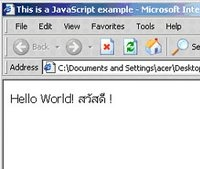 This is a JavaScript example - Microsoft Inte
File Edit View Favorites Tools Help
Back
Address C:\Documents and Settings\acer\Deskto
Hello World! สวัสดี !